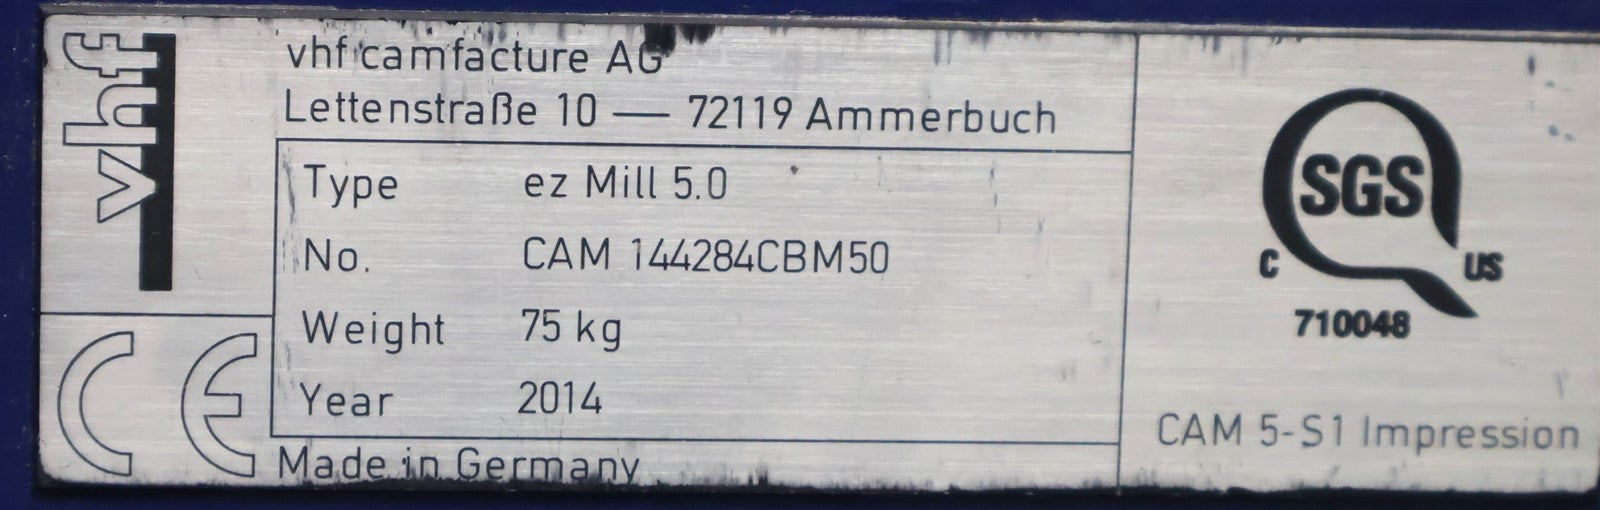 vhf
vhf camfacture AG
Lettenstraße 10 — 72119 Ammerbuch
Type ez Mill 5.0
No. CAM 144284CBM50
Weight 75 kg
Year 2014
Made in Germany
CE
SGS
C US
710048
CAM 5-S1 Impression